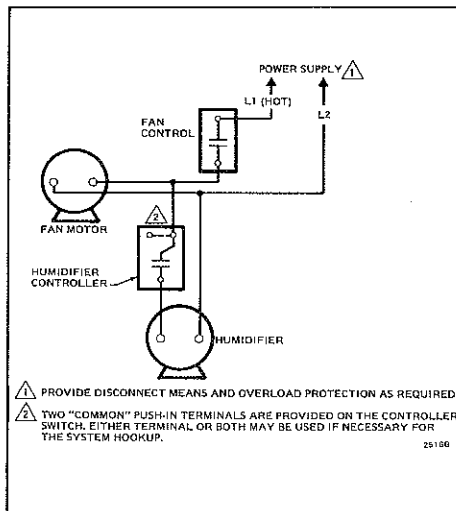 POWER SUPPLY 1
L1 (HOT)
L2
FAN
CONTROL
FAN MOTOR
2
HUMIDIFIER
CONTROLLER
HUMIDIFIER
1 PROVIDE DISCONNECT MEANS AND OVERLOAD PROTECTION AS REQUIRED
2 TWO "COMMON" PUSH-IN TERMINALS ARE PROVIDED ON THE CONTROLLER
SWITCH. EITHER TERMINAL OR BOTH MAY BE USED IF NECESSARY FOR
THE SYSTEM HOOKUP.